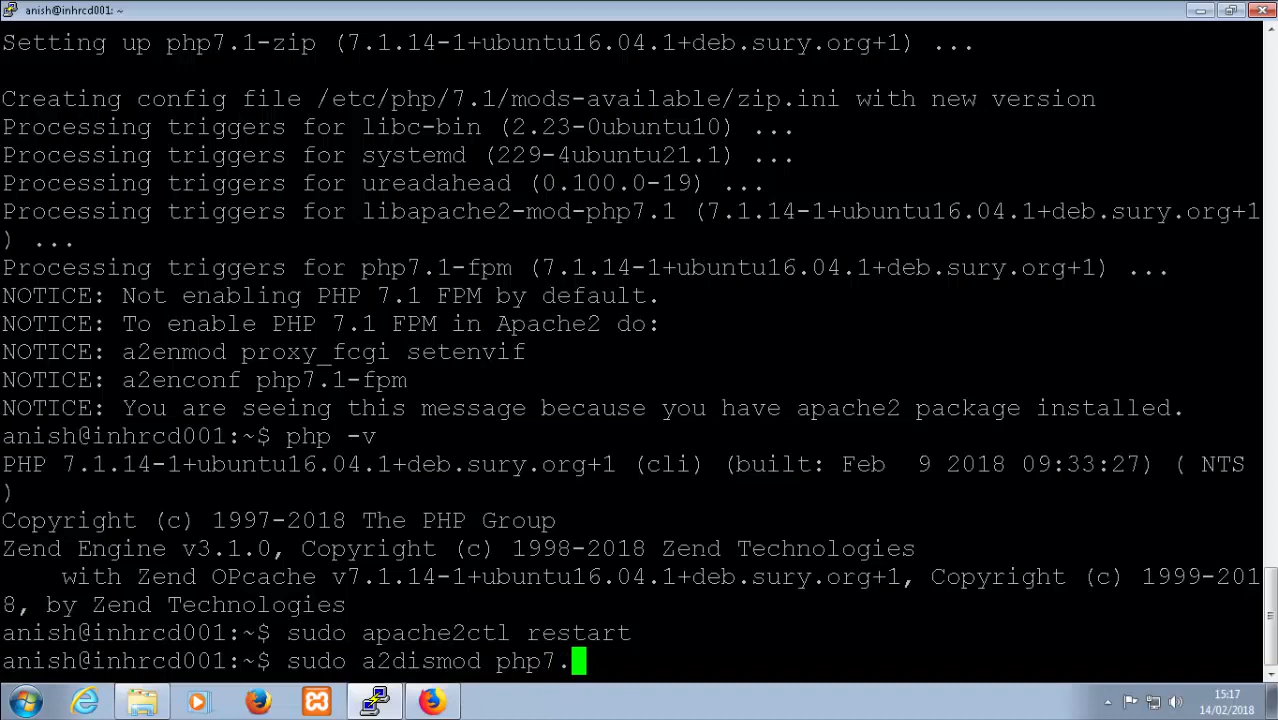 anish@inhrcd001: ~
Setting up php7.1-zip (7.1.14-1+ubuntu16.04.1+deb.sury.org+1) ...
Creating config file /etc/php/7.1/mods-available/zip.ini with new version
Processing triggers for libc-bin (2.23-0ubuntu10) ...
Processing triggers for systemd (229-4ubuntu21.1) ...
Processing triggers for ureadahead (0.100.0-19) ...
Processing triggers for libapache2-mod-php7.1 (7.1.14-1+ubuntu16.04.1+deb.sury.org+1
) ...
Processing triggers for php7.1-fpm (7.1.14-1+ubuntu16.04.1+deb.sury.org+1) ...
NOTICE: Not enabling PHP 7.1 FPM by default.
NOTICE: To enable PHP 7.1 FPM in Apache2 do:
NOTICE: a2enmod proxy_fcgi setenvif
NOTICE: a2enconf php7.1-fpm
NOTICE: You are seeing this message because you have apache2 package installed.
anish@inhrcd001:~$ php -v
PHP 7.1.14-1+ubuntu16.04.1+deb.sury.org+1 (cli) (built: Feb  9 2018 09:33:27) ( NTS
)
Copyright (c) 1997-2018 The PHP Group
Zend Engine v3.1.0, Copyright (c) 1998-2018 Zend Technologies
    with Zend OPcache v7.1.14-1+ubuntu16.04.1+deb.sury.org+1, Copyright (c) 1999-201
8, by Zend Technologies
anish@inhrcd001:~$ sudo apache2ctl restart
anish@inhrcd001:~$ sudo a2dismod php7.
15:17
14/02/2018